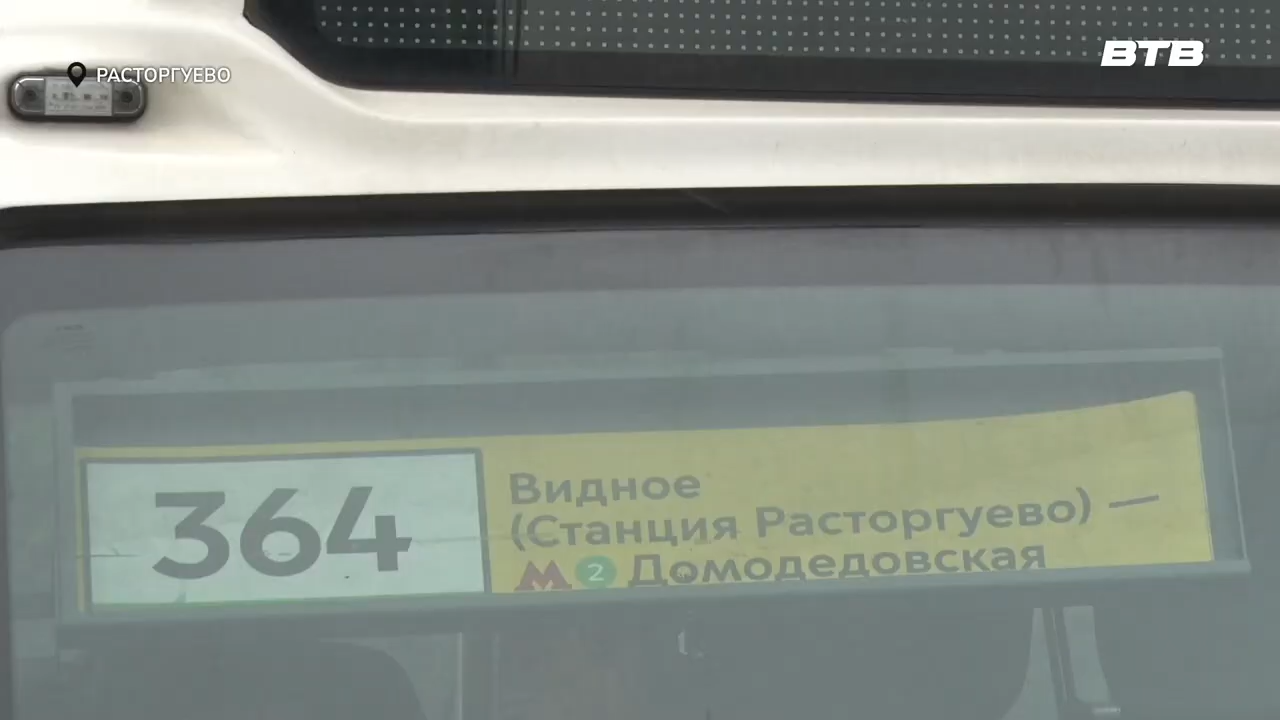 РАСТОРГУЕВО
ВТВ
364
Видное
(Станция Расторгуево) —
М 2 Домодедовская